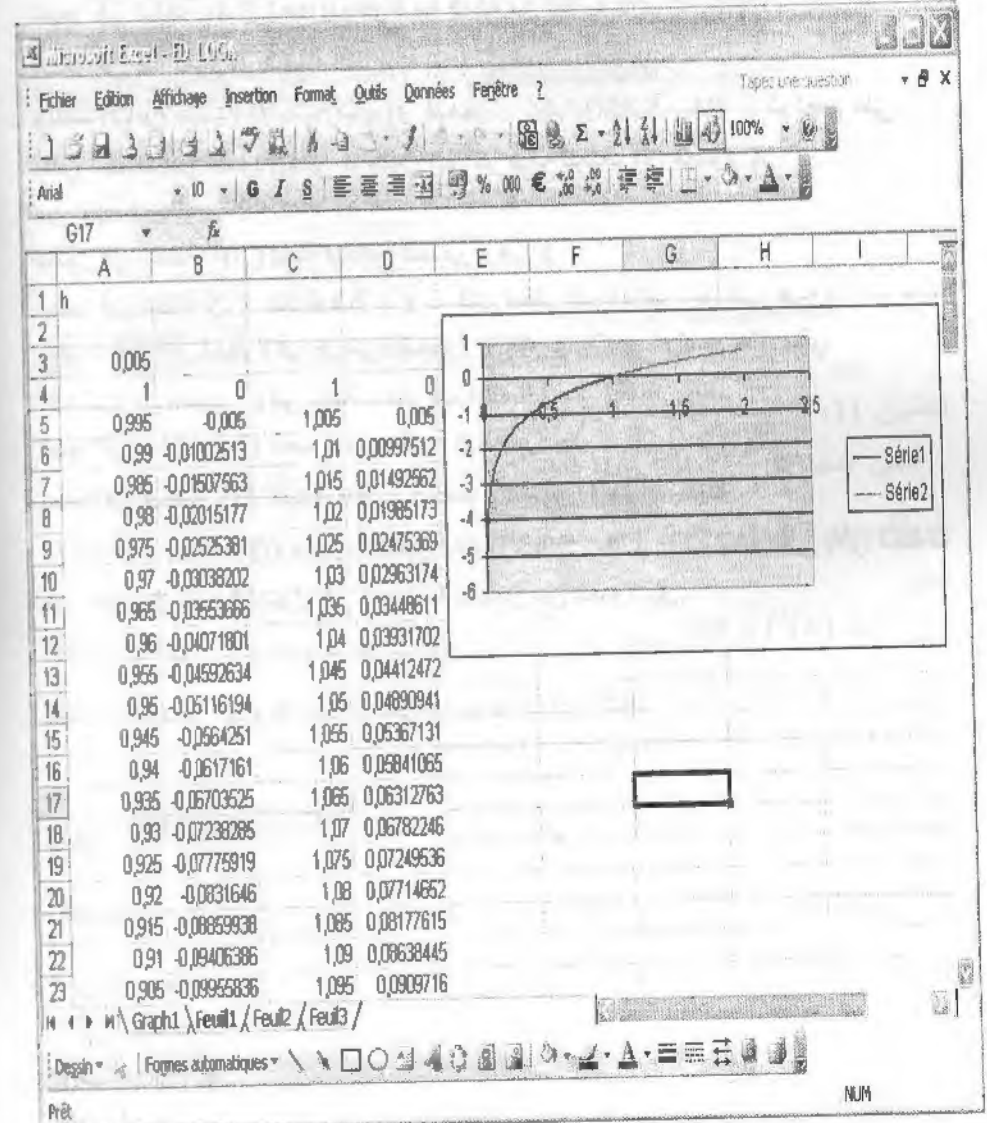 Microsoft Excel - ED LOGN
Fichier Edition Affichage Insertion Format Outils Données Fenêtre ? Tapez une question
100%
Arial 10 G I S % 000 €
G17 fx
A B C D E F G H I
1 h
2
3 0,005
4 1 0 1 0
5 0,995 -0,005 1,005 0,005
6 0,99 -0,01002513 1,01 0,00997512
7 0,985 -0,01507563 1,015 0,01492562
8 0,98 -0,02015177 1,02 0,01985173
9 0,975 -0,02525381 1,025 0,02475369
10 0,97 -0,03038202 1,03 0,02963174
11 0,965 -0,03553666 1,035 0,03448611
12 0,96 -0,04071801 1,04 0,03931702
13 0,955 -0,04592634 1,045 0,04412472
14 0,95 -0,05116194 1,05 0,04890941
15 0,945 -0,0564251 1,055 0,05367131
16 0,94 -0,0617161 1,06 0,05841065
17 0,935 -0,06703525 1,065 0,06312763
18 0,93 -0,07238285 1,07 0,06782246
19 0,925 -0,07775919 1,075 0,07249536
20 0,92 -0,0831646 1,08 0,07714652
21 0,915 -0,08859938 1,085 0,08177615
22 0,91 -0,09406386 1,09 0,08638445
23 0,905 -0,09955836 1,095 0,0909716
1
0
-1 0 0,5 1 1,5 2 2,5
-2
-3
-4
-5
-6
Série1
Série2
Graph1 Feuil1 Feuil2 Feuil3
Dessin Formes automatiques
Prêt NUM